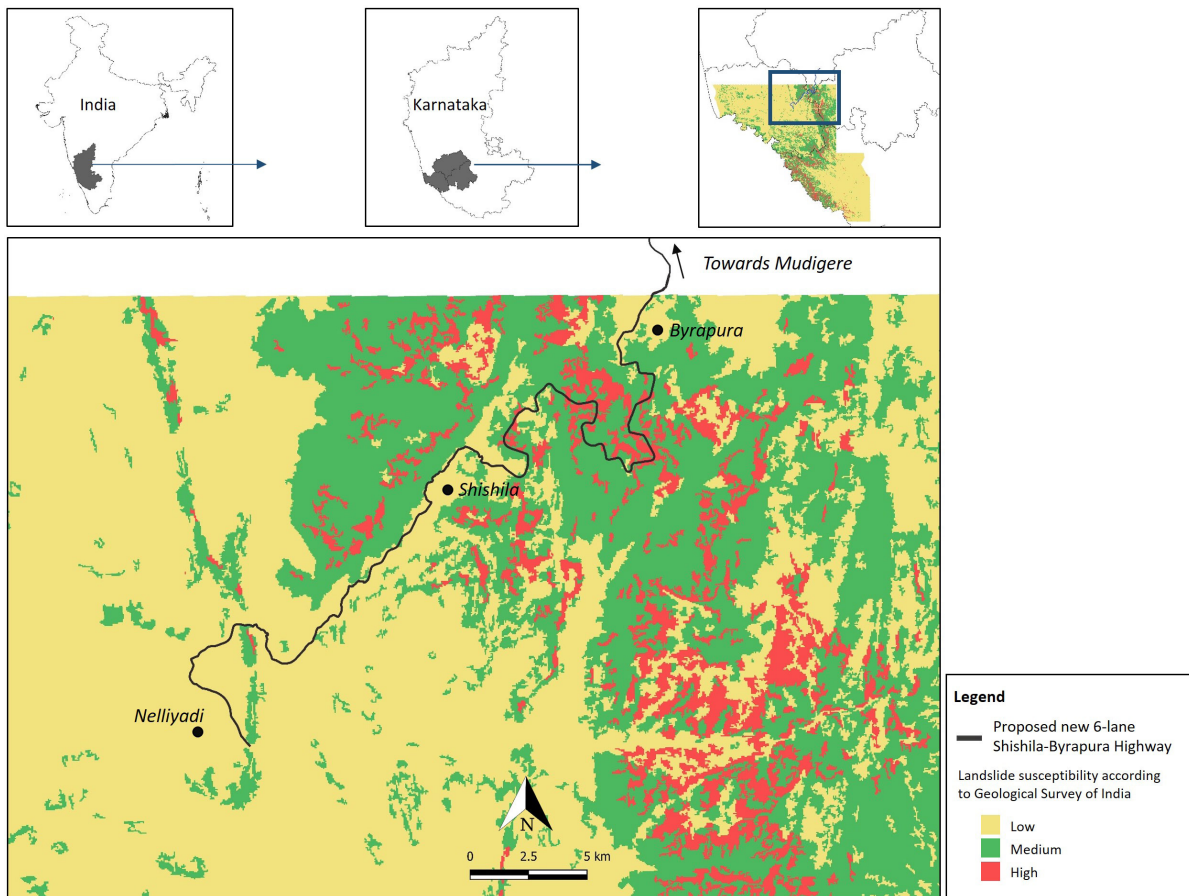 India
Karnataka
Towards Mudigere
Byrapura
Shishila
Nelliyadi
N
0 2.5 5 km
Legend
Proposed new 6-lane
Shishila-Byrapura Highway
Landslide susceptibility according
to Geological Survey of India
Low
Medium
High